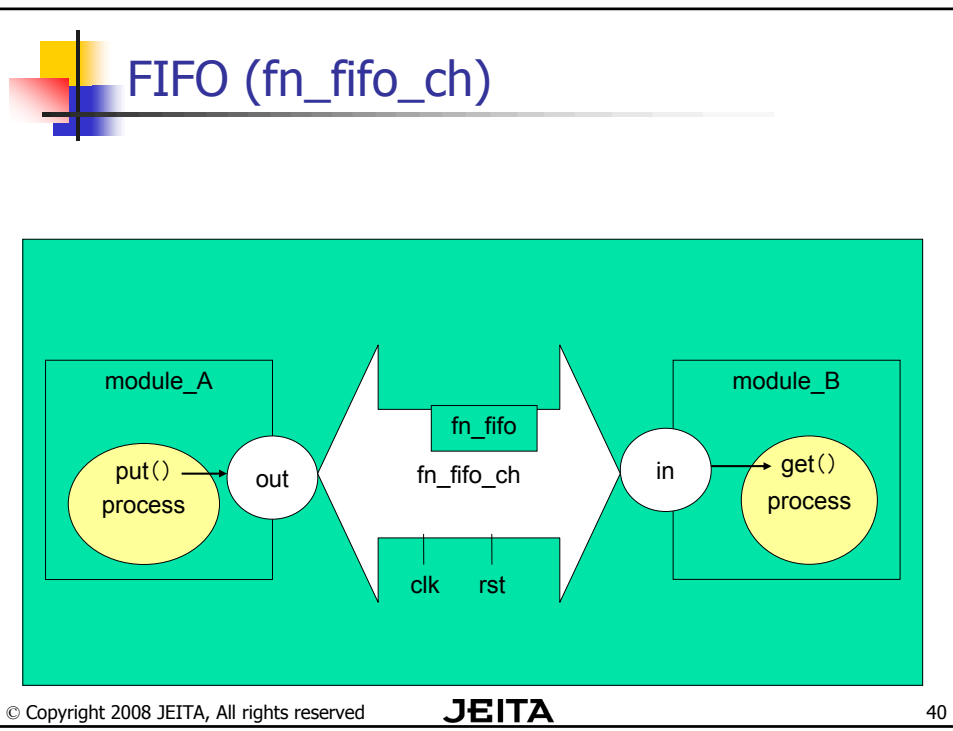 FIFO (fn_fifo_ch)
module_A
put()
process
out
fn_fifo
fn_fifo_ch
clk rst
in
module_B
get()
process
© Copyright 2008 JEITA, All rights reserved
JEITA
40